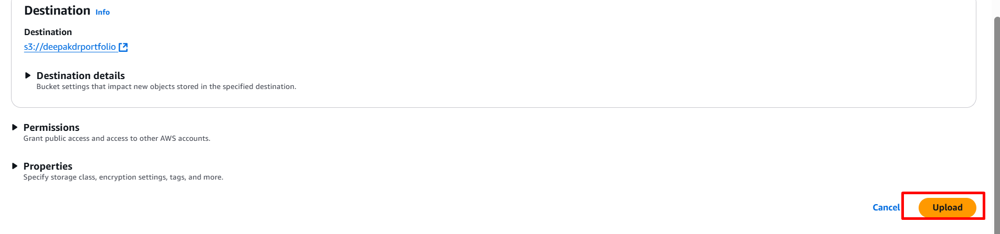 Destination Info
Destination
s3://deepakdrportfolio
Destination details
Bucket settings that impact new objects stored in the specified destination.
Permissions
Grant public access and access to other AWS accounts.
Properties
Specify storage class, encryption settings, tags, and more.
Cancel Upload